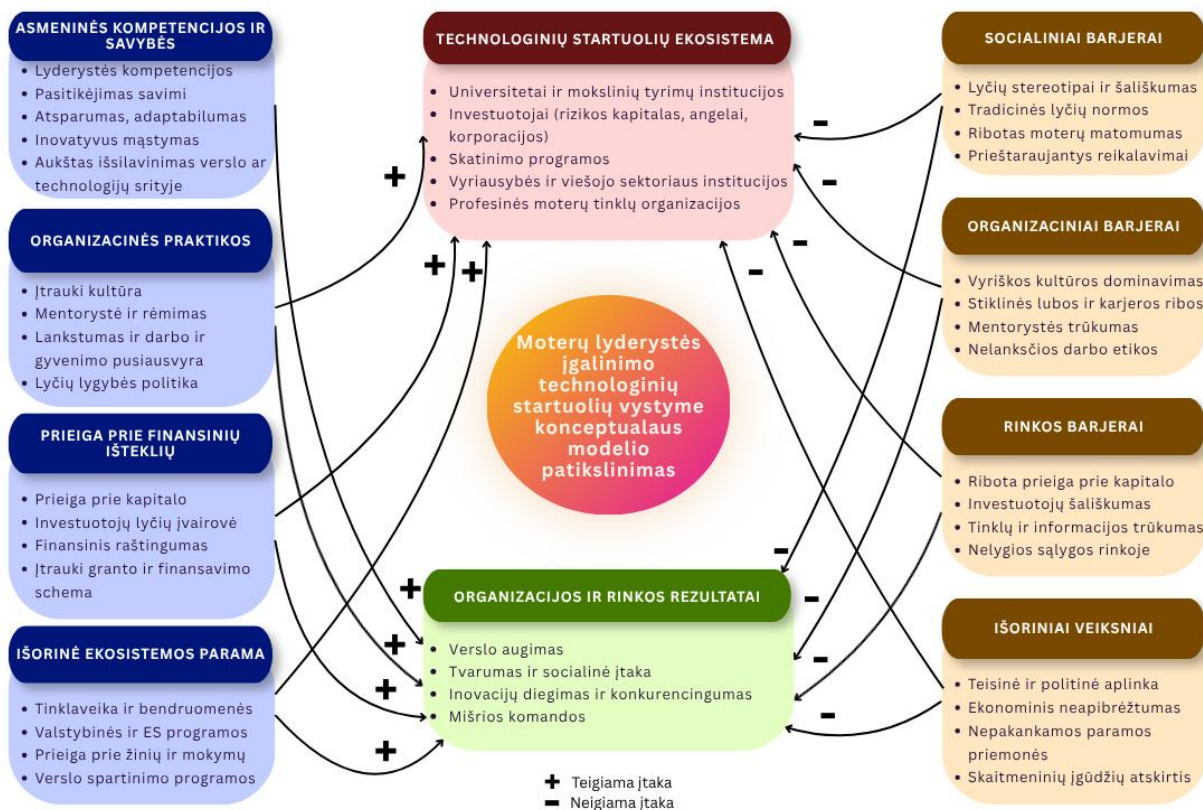 ASMENINĖS KOMPETENCIJOS IR
SAVYBĖS
• Lyderystės kompetencijos
• Pasitikėjimas savimi
• Atsparumas, adaptabilumas
• Inovatyvus mąstymas
• Aukštas išsilavinimas verslo ar
technologijų srityje
ORGANIZACINĖS PRAKTIKOS
• Įtrauki kultūra
• Mentorystė ir rėmimas
• Lankstumas ir darbo ir
gyvenimo pusiausvyra
• Lyčių lygybės politika
PRIEIGA PRIE FINANSINIŲ
IŠTEKLIŲ
• Prieiga prie kapitalo
• Investuotojų lyčių įvairovė
• Finansinis raštingumas
• Įtrauki granto ir finansavimo
schema
IŠORINĖ EKOSISTEMOS PARAMA
• Tinklaveika ir bendruomenės
• Valstybinės ir ES programos
• Prieiga prie žinių ir mokymų
• Verslo spartinimo programos
TECHNOLOGINIŲ STARTUOLIŲ EKOSISTEMA
• Universitetai ir mokslinių tyrimų institucijos
• Investuotojai (rizikos kapitalas, angelai,
korporacijos)
• Skatinimo programos
• Vyriausybė ir viešojo sektoriaus institucijos
• Profesinės moterų tinklų organizacijos
Moterų lyderystės
įgalinimo
technologinių
startuolių vystyme
konceptualaus
modelio
patikslinimas
ORGANIZACIJOS IR RINKOS REZULTATAI
• Verslo augimas
• Tvarumas ir socialinė įtaka
• Inovacijų diegimas ir konkurencingumas
• Mišrios komandos
+ Teigiama įtaka
- Neigiama įtaka
SOCIALINIAI BARJERAI
• Lyčių stereotipai ir šališkumas
• Tradicinės lyčių normos
• Ribotas moterų matomumas
• Prieštaraujantys reikalavimai
ORGANIZACINIAI BARJERAI
• Vyriškos kultūros dominavimas
• Stiklinės lubos ir karjeros ribos
• Mentorystės trūkumas
• Nelanksčios darbo etikos
RINKOS BARJERAI
• Ribota prieiga prie kapitalo
• Investuotojų šališkumas
• Tinklų ir informacijos trūkumas
• Nelygios sąlygos rinkoje
IŠORINIAI VEIKSNIAI
• Teisinė ir politinė aplinka
• Ekonominis neapibrėžtumas
• Nepakankamos paramos
priemonės
• Skaitmeninių įgūdžių atskirtis